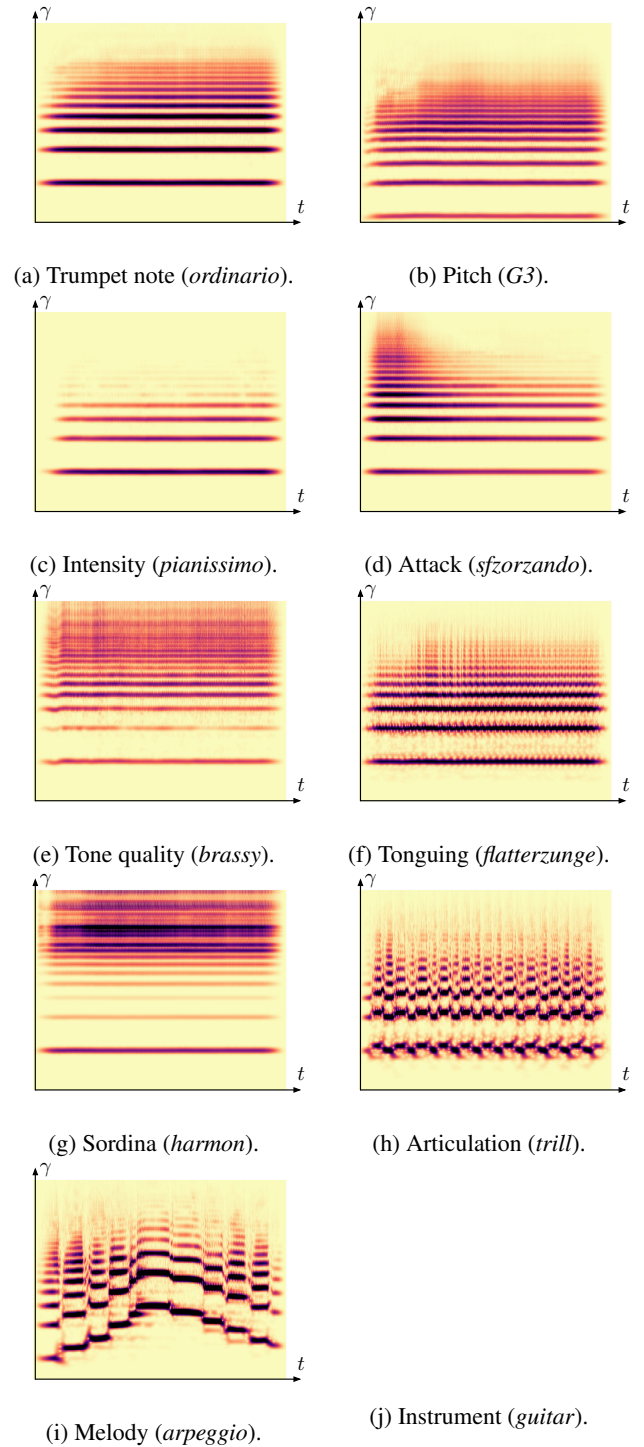 γ γ
t t
(a) Trumpet note (ordinario). (b) Pitch (G3).
γ γ
t t
(c) Intensity (pianissimo). (d) Attack (sfzorzando).
γ γ
t t
(e) Tone quality (brassy). (f) Tonguing (flatterzunge).
γ γ
t t
(g) Sordina (harmon). (h) Articulation (trill).
γ
t
(j) Instrument (guitar).
(i) Melody (arpeggio).